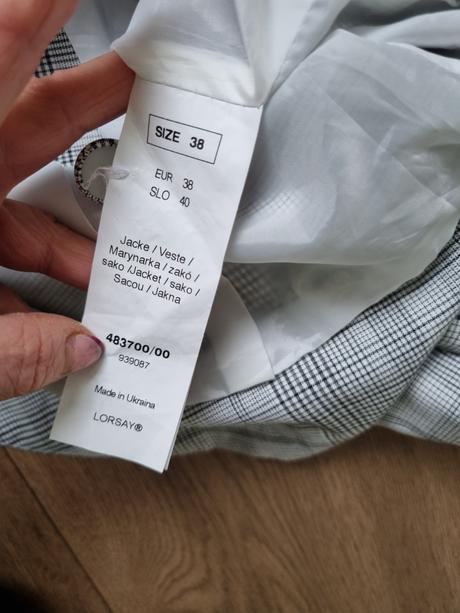 SIZE 38
EUR 38
SLO 40
Jacke / Veste /
Marynarka / zakó /
sako /Jacket / sako /
Sacou / Jakna
483700/00
939087
Made in Ukraina
LORSAY®